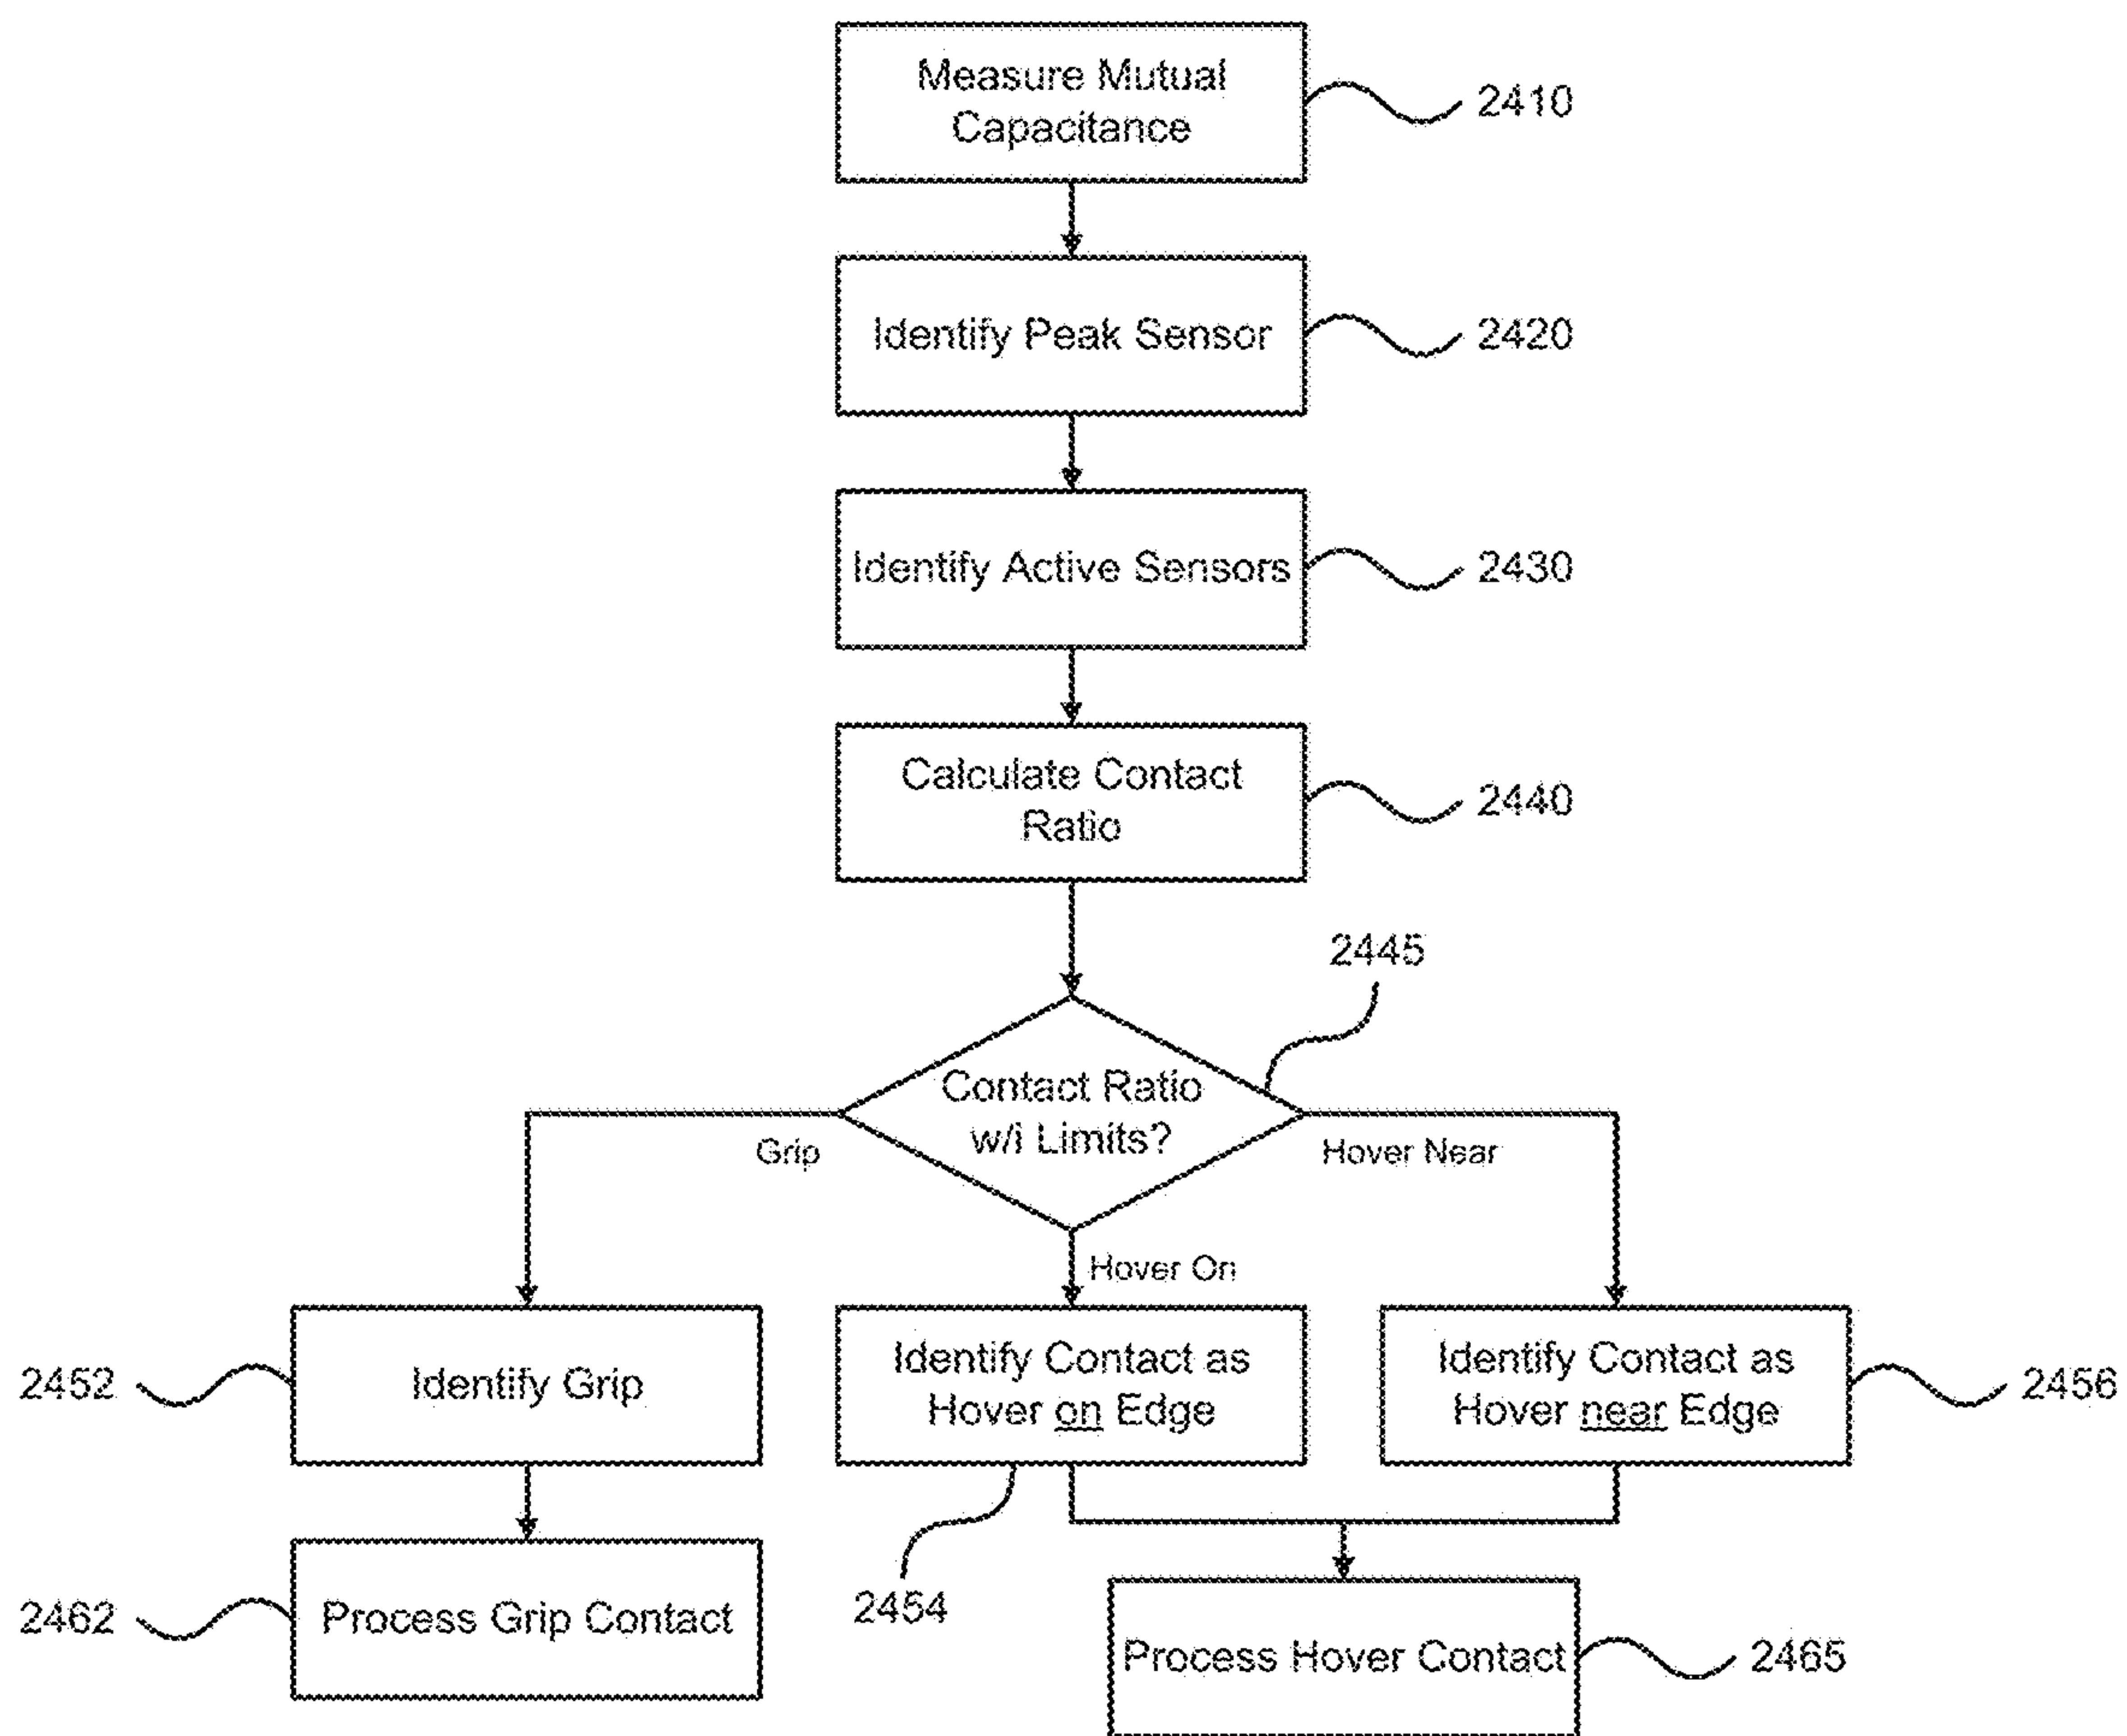 Measure Mutual
Capacitance
2410
Identify Peak Sensor
2420
Identify Active Sensors
2430
Calculate Contact
Ratio
2440
2445
Contact Ratio
w/i Limits?
Grip
Hover Near
Hover On
2452
Identify Grip
Identify Contact as
Hover on Edge
Identify Contact as
Hover near Edge
2456
2454
2462
Process Grip Contact
Process Hover Contact
2465